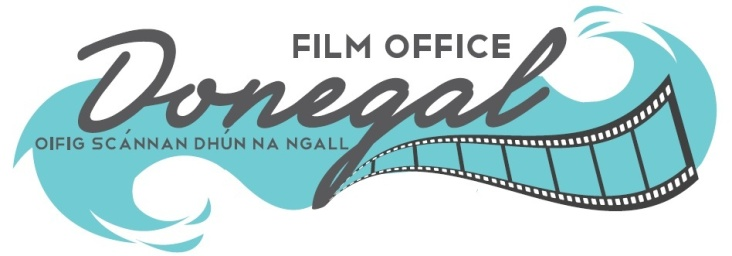 FILM OFFICE
Donegal
OIFIG SCÁNNAN DHÚN NA NGALL